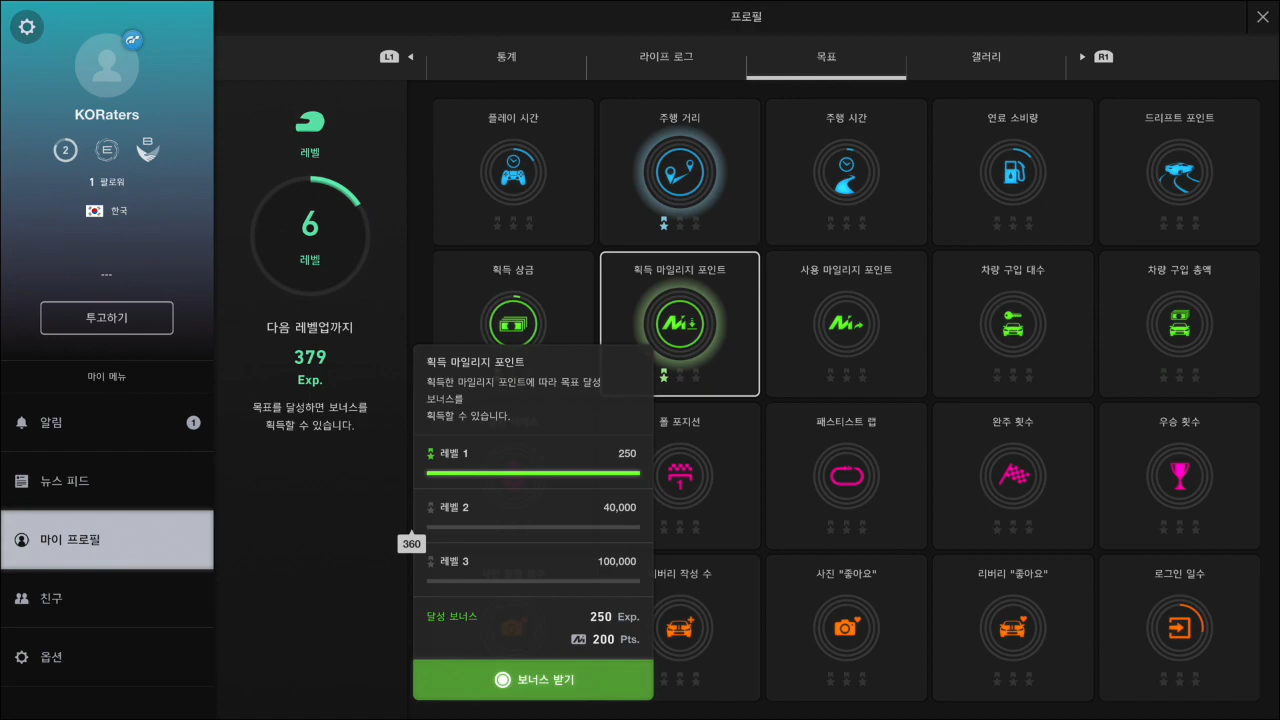 프로필
KORaters
2
E
B
1 팔로워
한국
---
투고하기
마이 메뉴
알림
1
뉴스 피드
마이 프로필
친구
옵션
L1
통계
라이프 로그
목표
갤러리
R1
레벨
6
레벨
다음 레벨업까지
379
Exp.
목표를 달성하면 보너스를
획득할 수 있습니다.
플레이 시간
주행 거리
주행 시간
연료 소비량
드리프트 포인트
획득 상금
획득 마일리지 포인트
사용 마일리지 포인트
차량 구입 대수
차량 구입 총액
폴 포지션
패스티스트 랩
완주 횟수
우승 횟수
1
리버리 작성 수
사진 "좋아요"
리버리 "좋아요"
로그인 일수
획득 마일리지 포인트
획득한 마일리지 포인트에 따라 목표 달성
보너스를
획득할 수 있습니다.
레벨 1 250
레벨 2 40,000
360
레벨 3 100,000
달성 보너스 250 Exp.
200 Pts.
보너스 받기